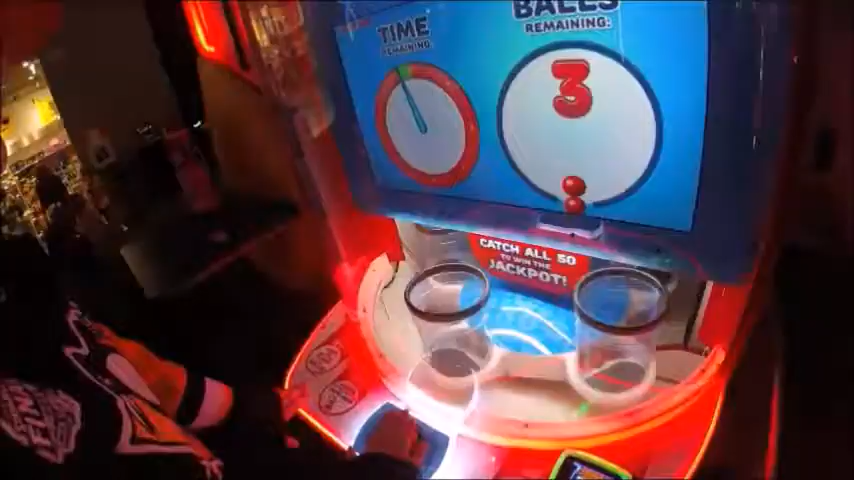 TIME
REMAINING:
BALLS
REMAINING:
3
CATCH ALL 50
TO WIN THE
JACKPOT!